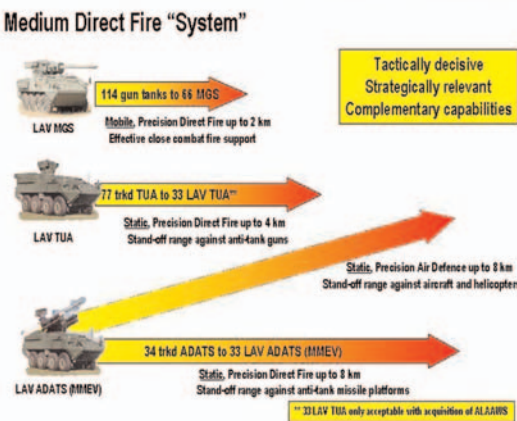 Medium Direct Fire “System”
Tactically decisive
Strategically relevant
Complementary capabilities
114 gun tanks to 66 MGS
LAV MGS
Mobile, Precision Direct Fire up to 2 km
Effective close combat fire support
77 trkd TUA to 33 LAV TUA**
LAV TUA
Static, Precision Direct Fire up to 4 km
Stand-off range against anti-tank guns
Static, Precision Air Defence up to 8 km
Stand-off range against aircraft and helicopter
34 trkd ADATS to 33 LAV ADATS (MMEV)
LAV ADATS (MMEV)
Static, Precision Direct Fire up to 8 km
Stand-off range against anti-tank missile platforms
** 33 LAV TUA only acceptable with acquisition of ALAAWS